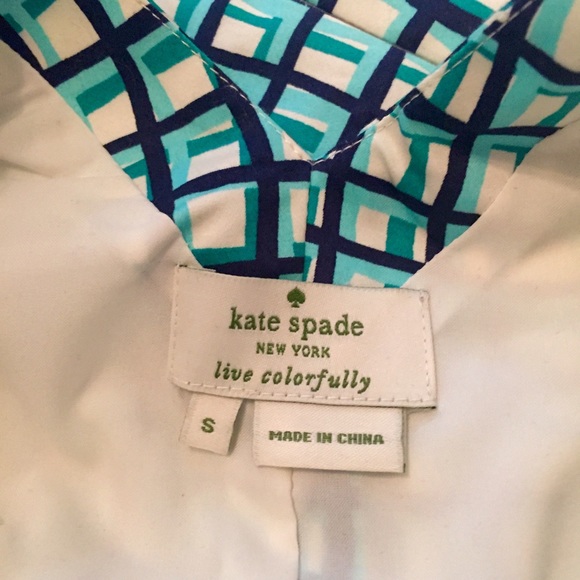 kate spade
NEW YORK
live colorfully
S
MADE IN CHINA